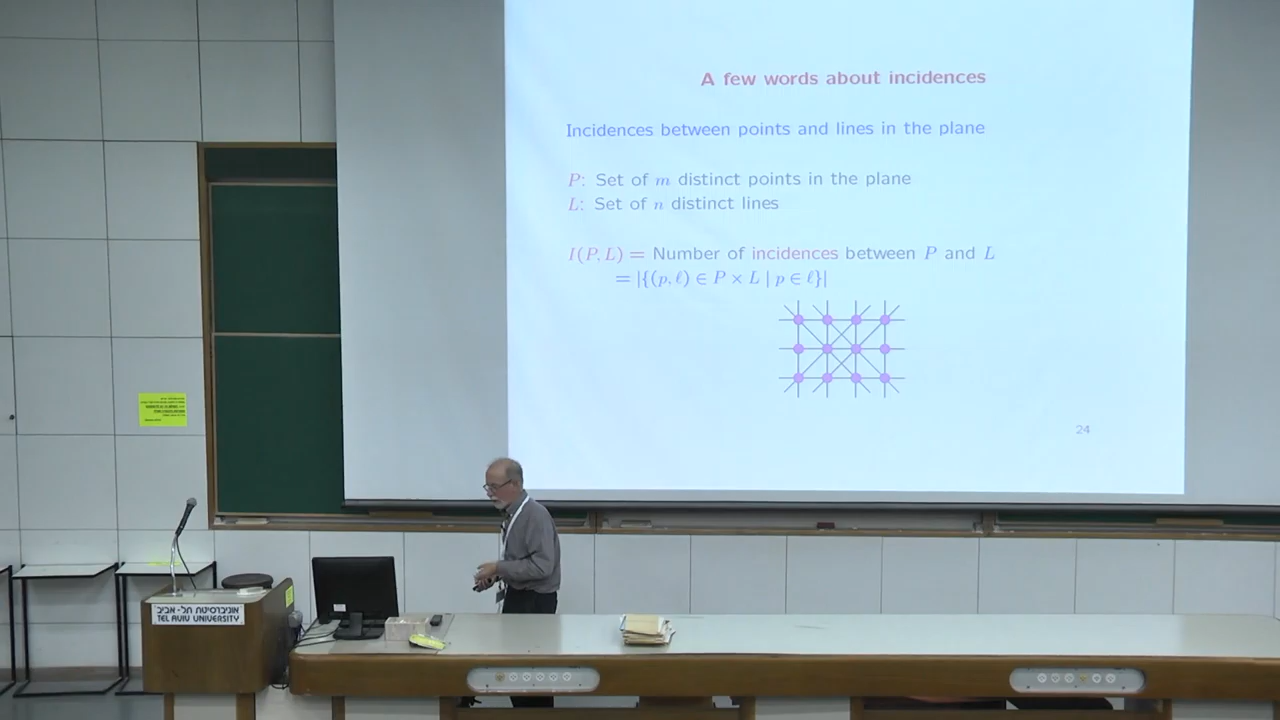 A few words about incidences
Incidences between points and lines in the plane
P: Set of m distinct points in the plane
L: Set of n distinct lines
I(P, L) = Number of incidences between P and L
= |{(p, ℓ) ∈ P × L | p ∈ ℓ}|
24
אוניברסיטת תל-אביב
TEL AVIV UNIVERSITY